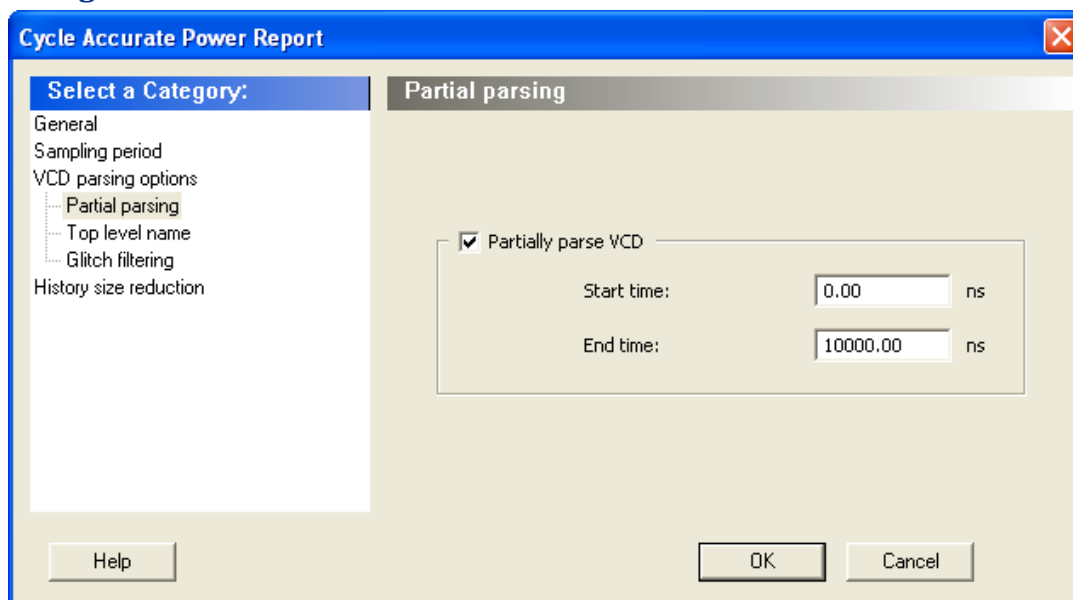 Cycle Accurate Power Report
Select a Category:
General
Sampling period
VCD parsing options
Partial parsing
Top level name
Glitch filtering
History size reduction
Partial parsing
Partially parse VCD
Start time: 0.00 ns
End time: 10000.00 ns
Help OK Cancel